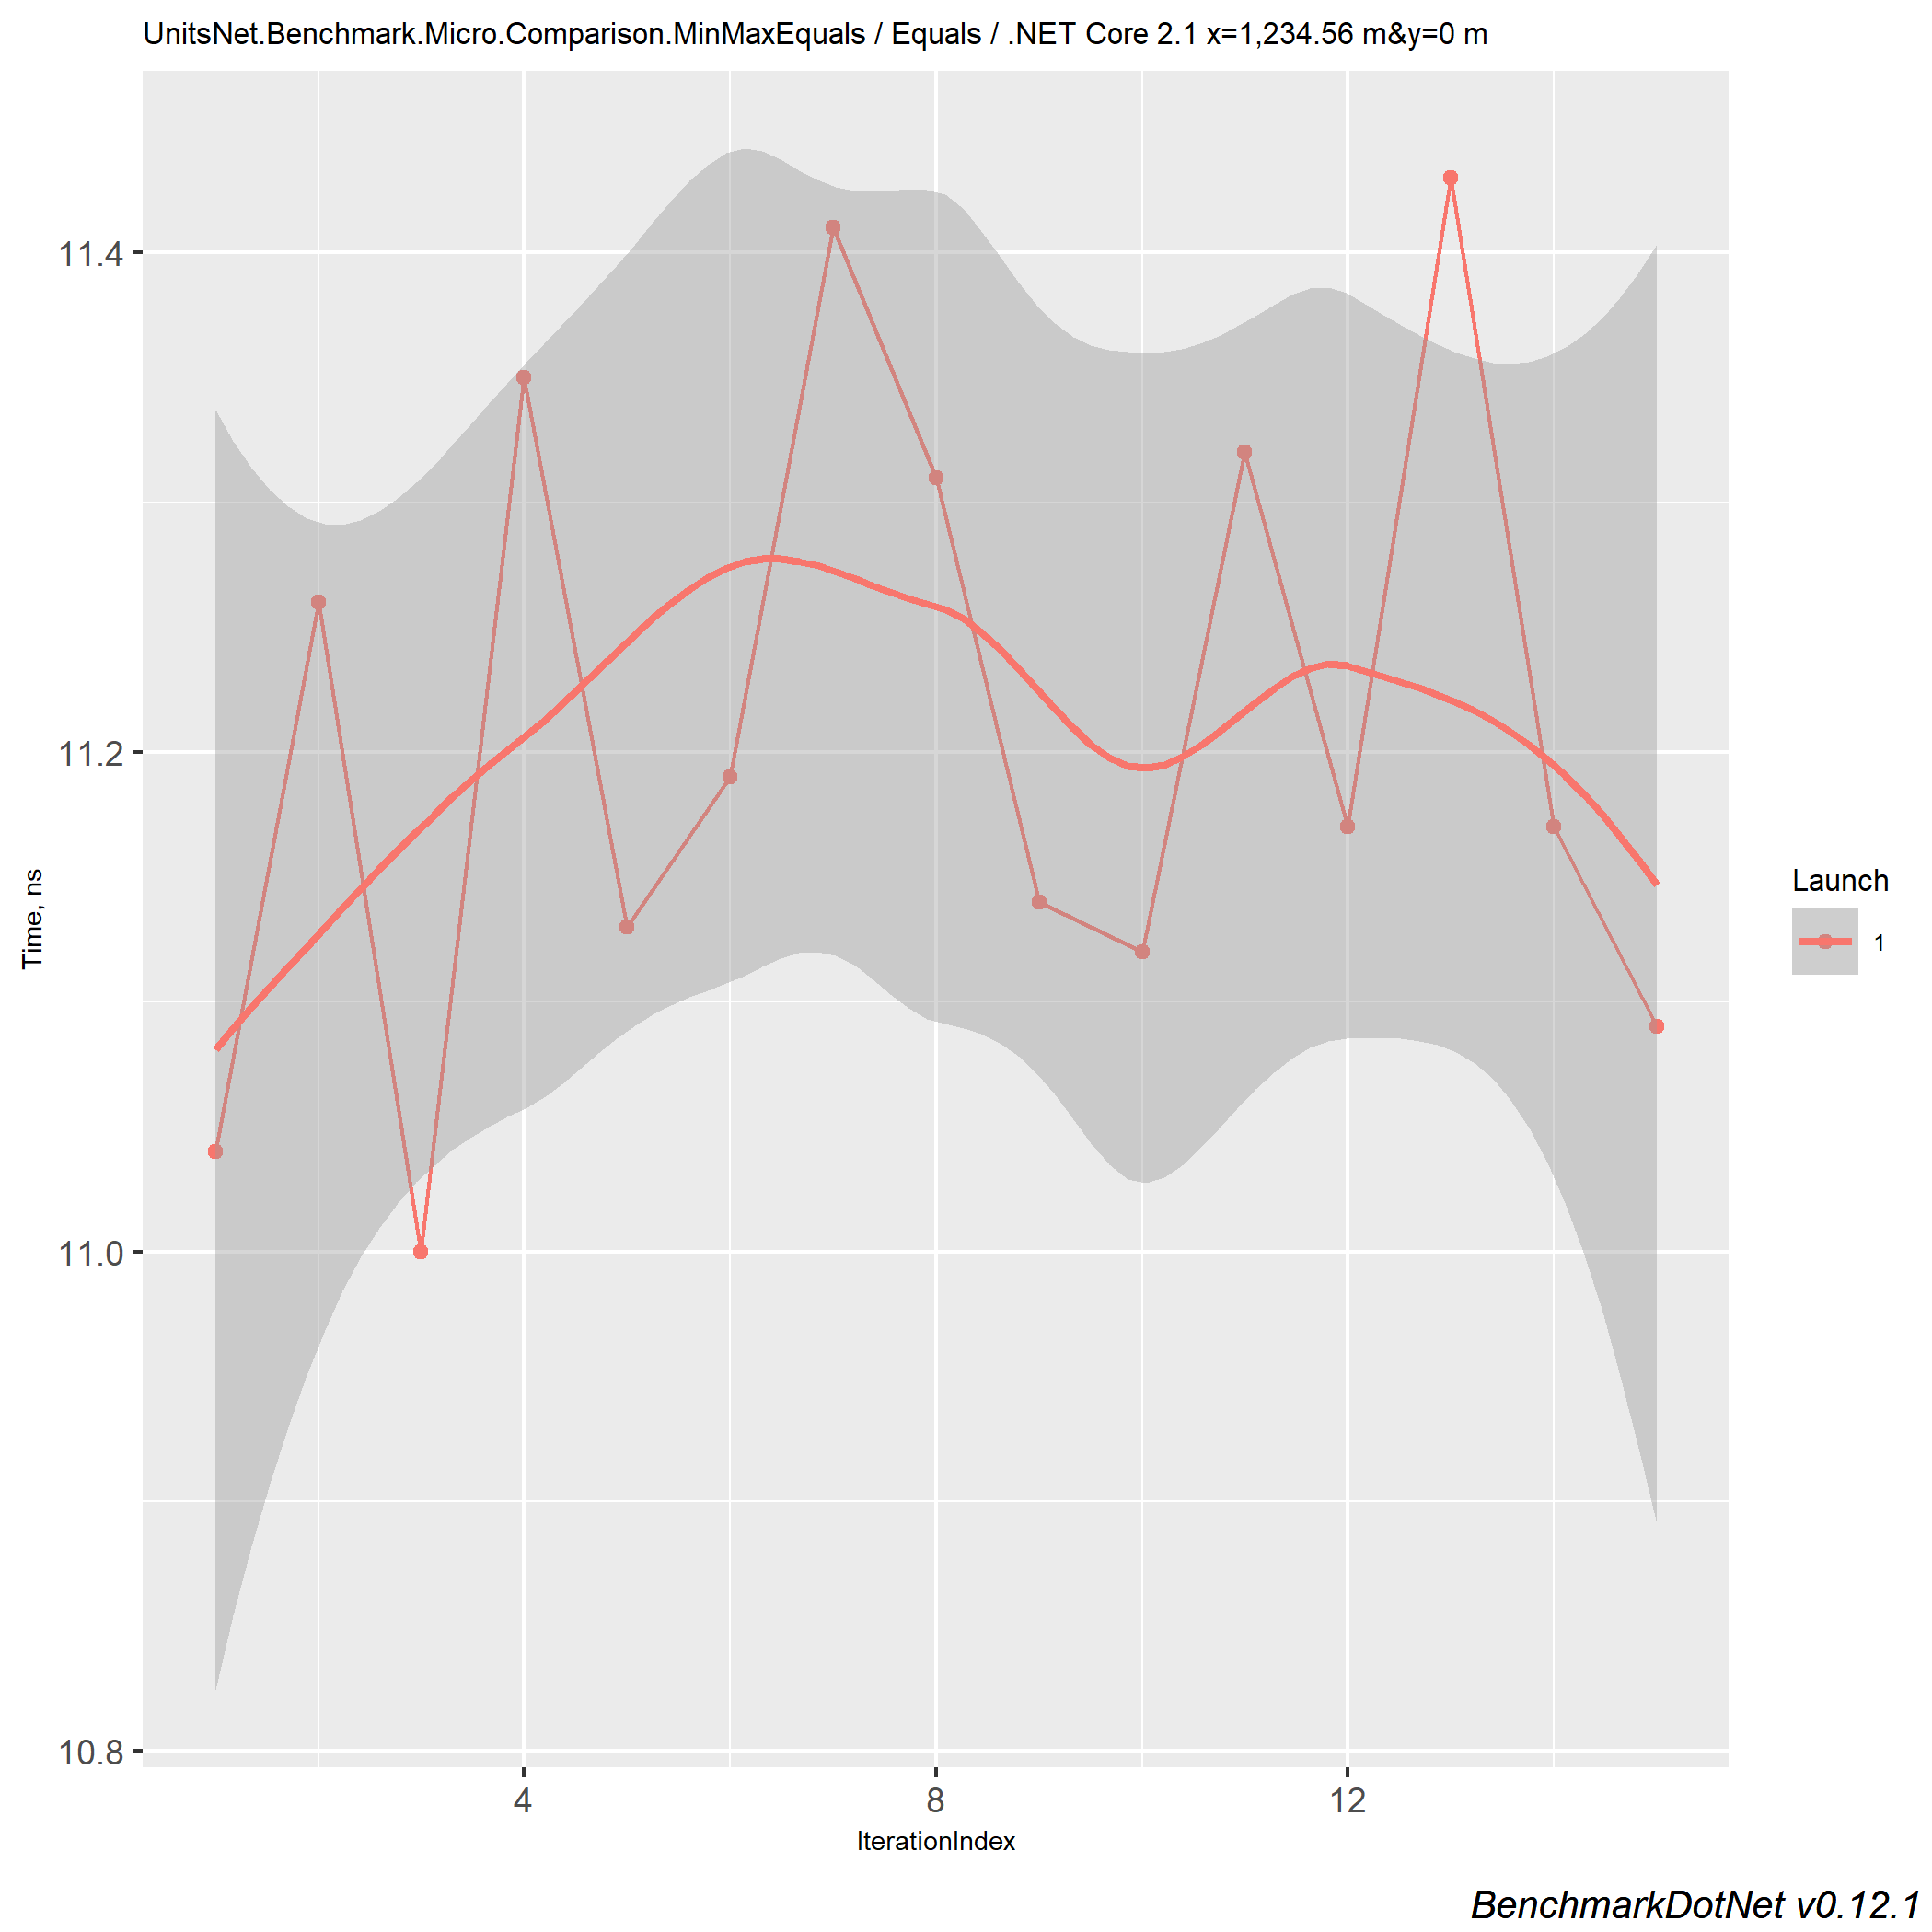 UnitsNet.Benchmark.Micro.Comparison.MinMaxEquals / Equals / .NET Core 2.1 x=1,234.56 m&y=0 m
11.4
11.2
11.0
10.8
Time, ns
4 8 12
IterationIndex
Launch
1
BenchmarkDotNet v0.12.1